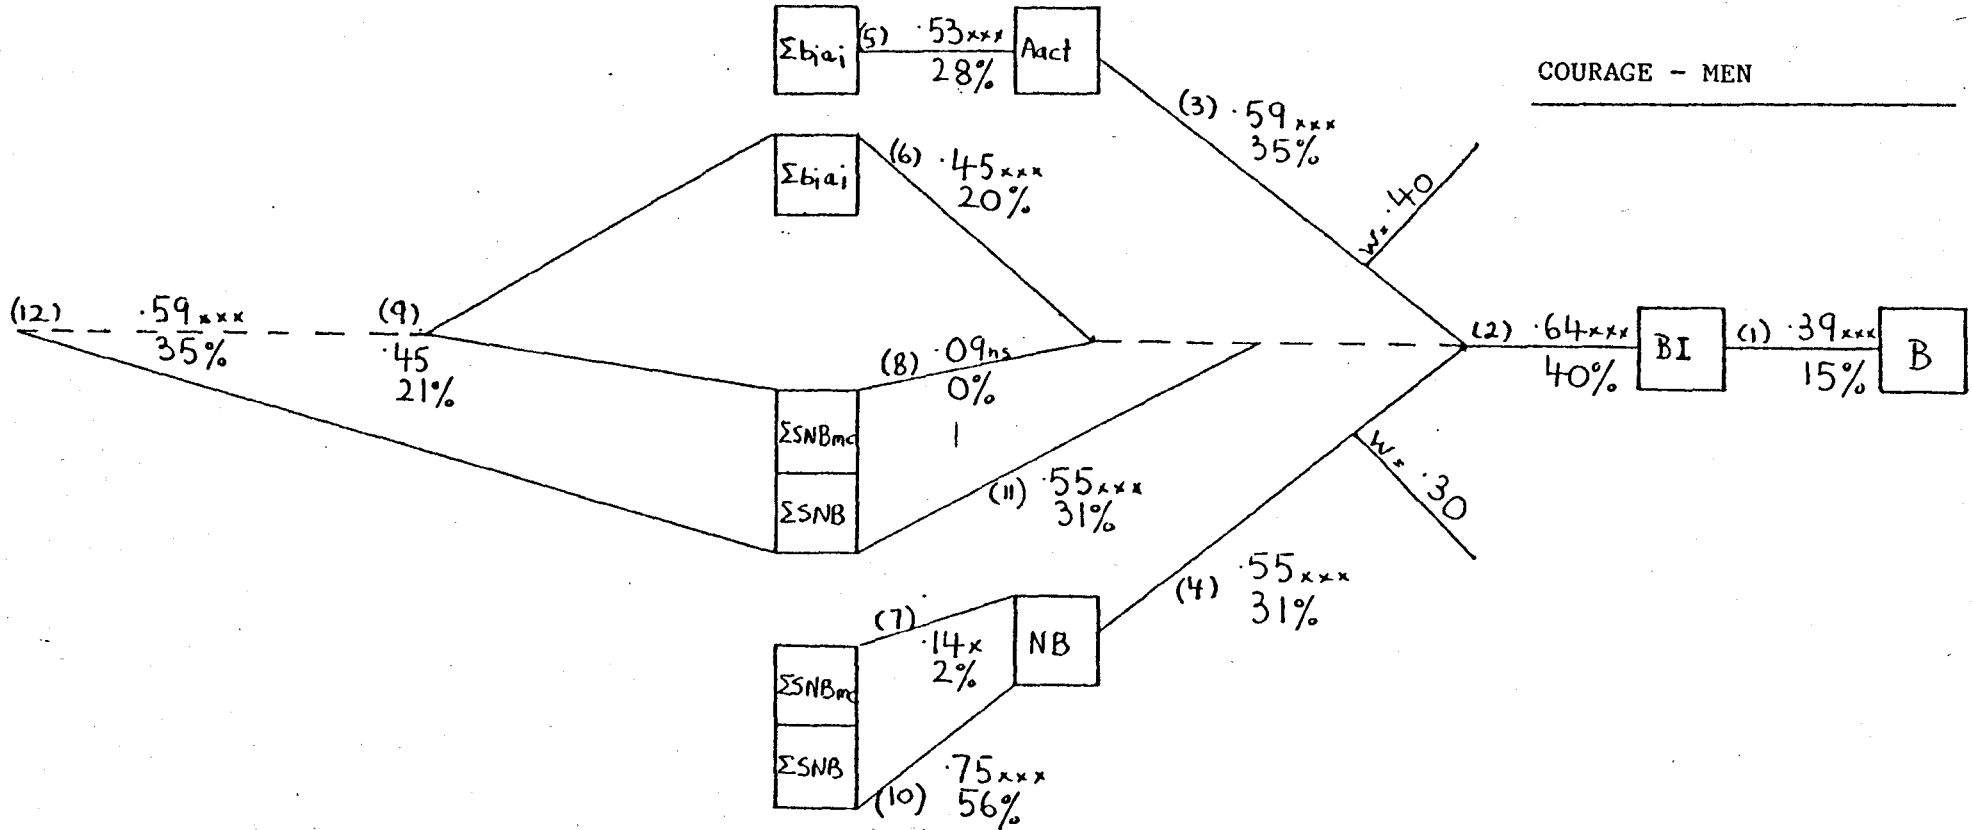 COURAGE - MEN
Σbiai
(5) .53xxx
28%
Aact
(3) .59xxx
35%
Σbiai
(6) .45xxx
20%
w= .40
(12) .59xxx
35%
(9)
.45
21%
(8) .09ns
0%
(2) .64xxx
40%
BI
(1) .39xxx
15%
B
ΣSNBmc
ΣSNB
(11) .55xxx
31%
w= .30
(4) .55xxx
31%
(7)
.14x
2%
NB
ΣSNBmc
ΣSNB
(10) .75xxx
56%